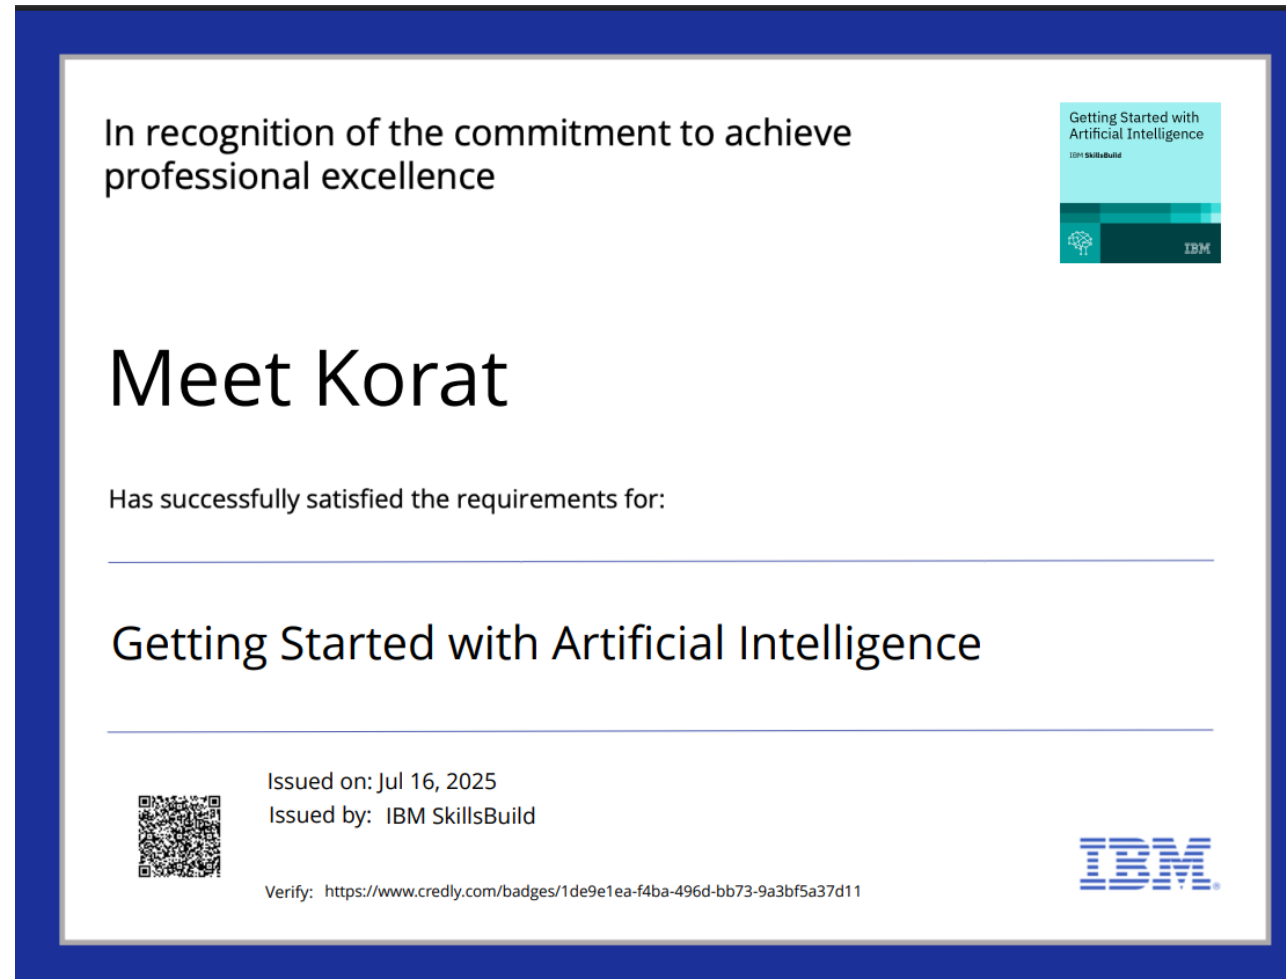 In recognition of the commitment to achieve
professional excellence
Getting Started with
Artificial Intelligence
IBM SkillsBuild
IBM
Meet Korat
Has successfully satisfied the requirements for:
Getting Started with Artificial Intelligence
Issued on: Jul 16, 2025
Issued by: IBM SkillsBuild
Verify: https://www.credly.com/badges/1de9e1ea-f4ba-496d-bb73-9a3bf5a37d11
IBM®